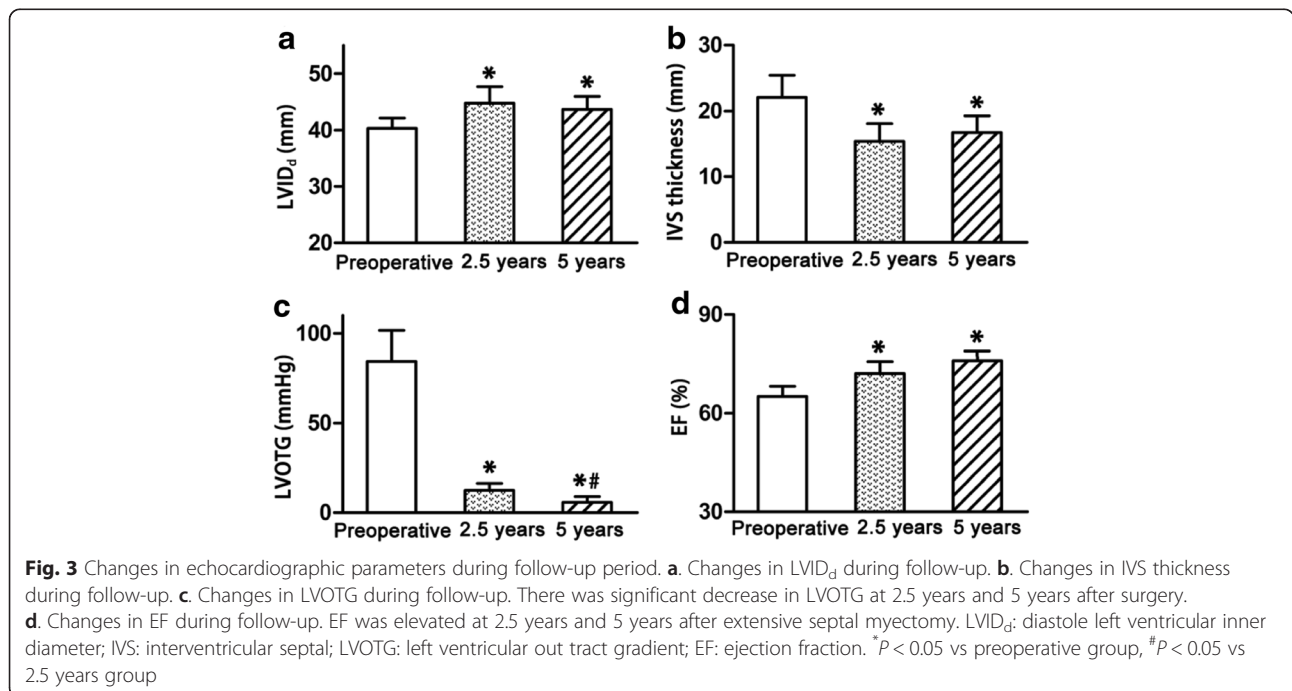 a
LVIDd (mm)
50
40
30
20
* *
Preoperative 2.5 years 5 years
b
IVS thickness (mm)
30
20
10
0
* *
Preoperative 2.5 years 5 years
c
LVOTG (mmHg)
100
50
0
* *#
Preoperative 2.5 years 5 years
d
EF (%)
90
60
30
* *
Preoperative 2.5 years 5 years
Fig. 3 Changes in echocardiographic parameters during follow-up period. a. Changes in LVIDd during follow-up. b. Changes in IVS thickness
during follow-up. c. Changes in LVOTG during follow-up. There was significant decrease in LVOTG at 2.5 years and 5 years after surgery.
d. Changes in EF during follow-up. EF was elevated at 2.5 years and 5 years after extensive septal myectomy. LVIDd: diastole left ventricular inner
diameter; IVS: interventricular septal; LVOTG: left ventricular out tract gradient; EF: ejection fraction. *P < 0.05 vs preoperative group, #P < 0.05 vs
2.5 years group